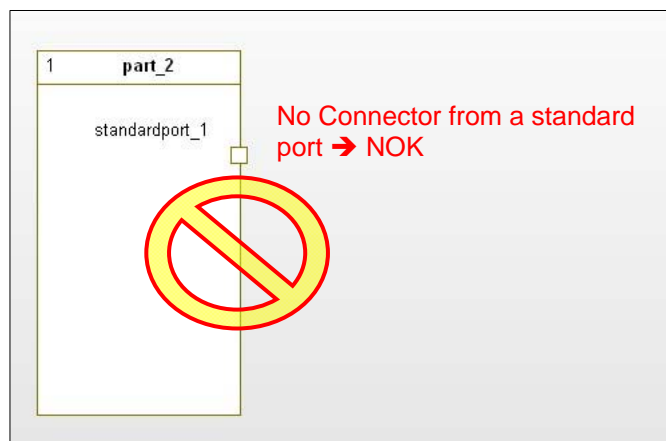 1 part_2
standardport_1
No Connector from a standard
port ➔ NOK